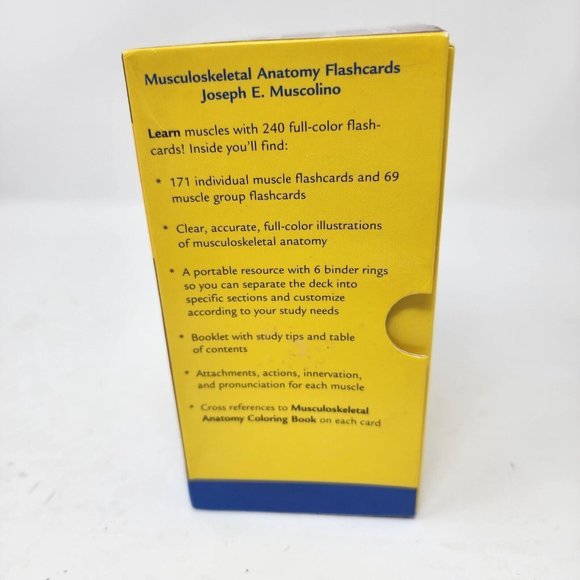 Musculoskeletal Anatomy Flashcards
Joseph E. Muscolino
Learn muscles with 240 full-color flash-
cards! Inside you'll find:
* 171 individual muscle flashcards and 69
muscle group flashcards
* Clear, accurate, full-color illustrations
of musculoskeletal anatomy
* A portable resource with 6 binder rings
so you can separate the deck into
specific sections and customize
according to your study needs
* Booklet with study tips and table
of contents
* Attachments, actions, innervation,
and pronunciation for each muscle
* Cross references to Musculoskeletal
Anatomy Coloring Book on each card